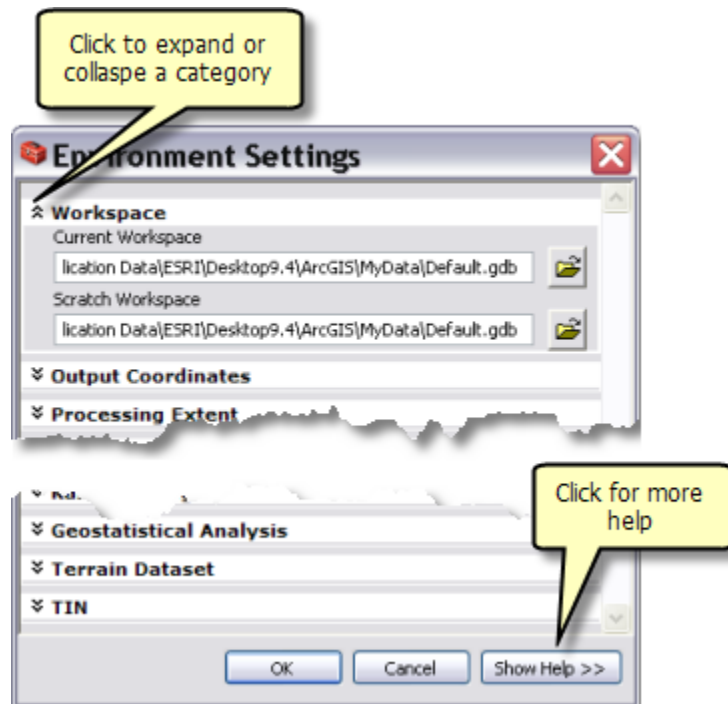 Click to expand or
collaspe a category
Environment Settings
Workspace
Current Workspace
lication Data\ESRI\Desktop9.4\ArcGIS\MyData\Default.gdb
Scratch Workspace
lication Data\ESRI\Desktop9.4\ArcGIS\MyData\Default.gdb
Output Coordinates
Processing Extent
Click for more
help
Geostatistical Analysis
Terrain Dataset
TIN
OK Cancel Show Help >>